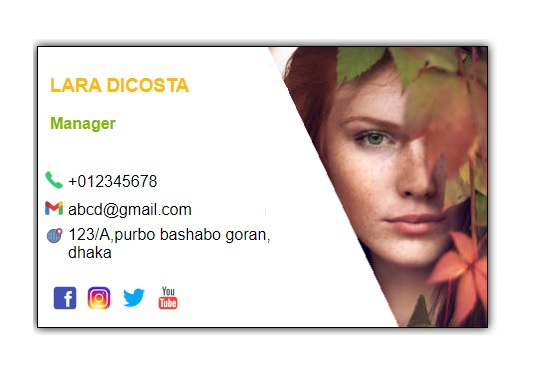 LARA DICOSTA
Manager
+012345678
abcd@gmail.com
123/A,purbo bashabo goran,
dhaka
You
Tube